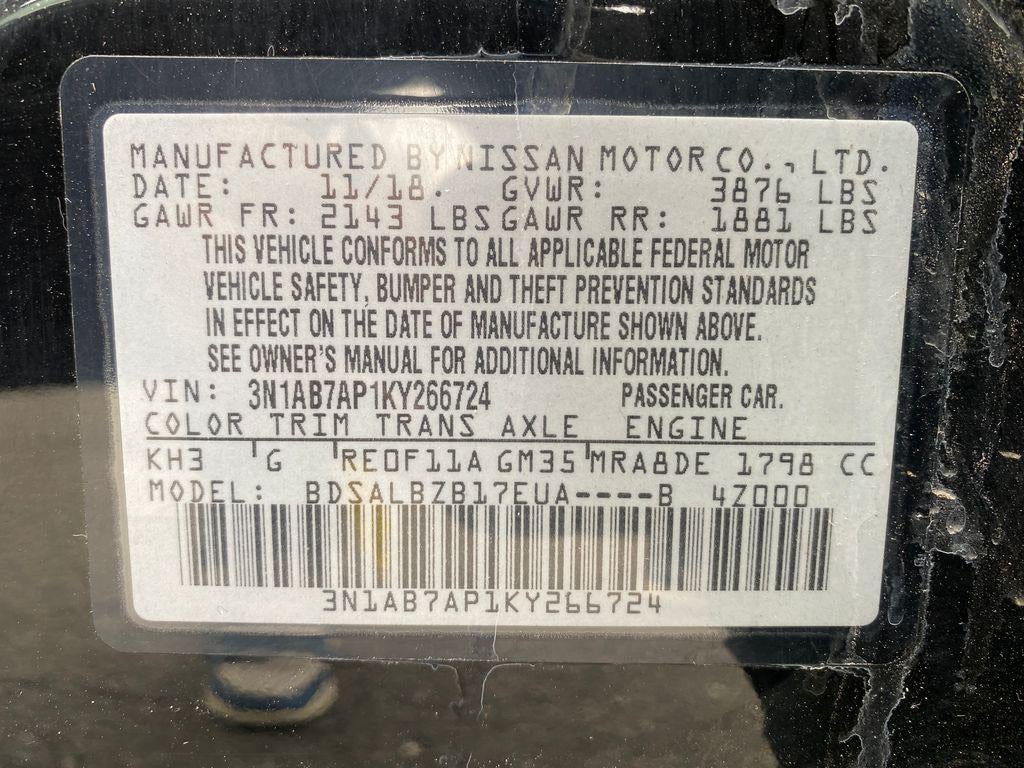 MANUFACTURED BY NISSAN MOTOR CO., LTD.
DATE: 11/18. GVWR: 3876 LBS
GAWR FR: 2143 LBS GAWR RR: 1881 LBS
THIS VEHICLE CONFORMS TO ALL APPLICABLE FEDERAL MOTOR
VEHICLE SAFETY, BUMPER AND THEFT PREVENTION STANDARDS
IN EFFECT ON THE DATE OF MANUFACTURE SHOWN ABOVE.
SEE OWNER'S MANUAL FOR ADDITIONAL INFORMATION.
VIN: 3N1AB7AP1KY266724 PASSENGER CAR.
COLOR TRIM TRANS AXLE ENGINE
KH3 G RE0F11A GM35 MRA8DE 1798 CC
MODEL: BDSALBZB17EUA----B 4Z000
3N1AB7AP1KY266724